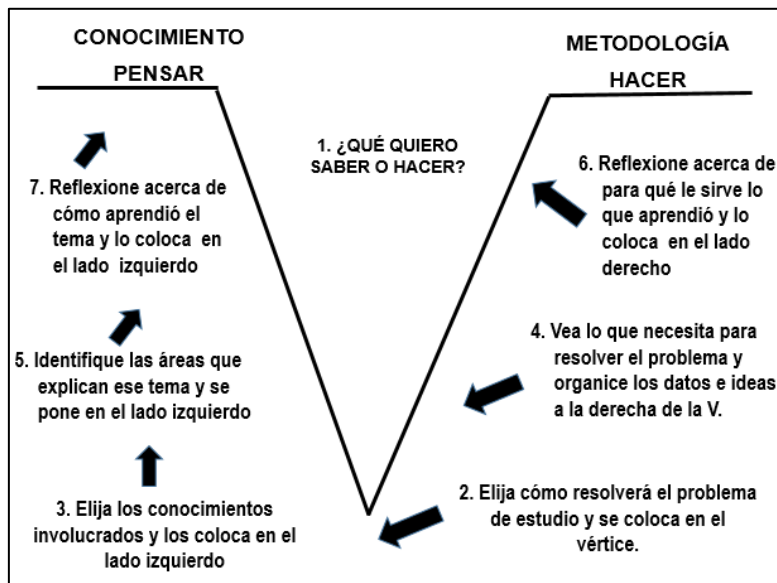 CONOCIMIENTO
PENSAR
METODOLOGÍA
HACER
1. ¿QUÉ QUIERO
SABER O HACER?
7. Reflexione acerca de
cómo aprendió el
tema y lo coloca en
el lado izquierdo
6. Reflexione acerca de
para qué le sirve lo
que aprendió y lo
coloca en el lado
derecho
5. Identifique las áreas que
explican ese tema y se
pone en el lado izquierdo
4. Vea lo que necesita para
resolver el problema y
organice los datos e ideas
a la derecha de la V.
3. Elija los conocimientos
involucrados y los coloca en el
lado izquierdo
2. Elija cómo resolverá el problema
de estudio y se coloca en el
vértice.